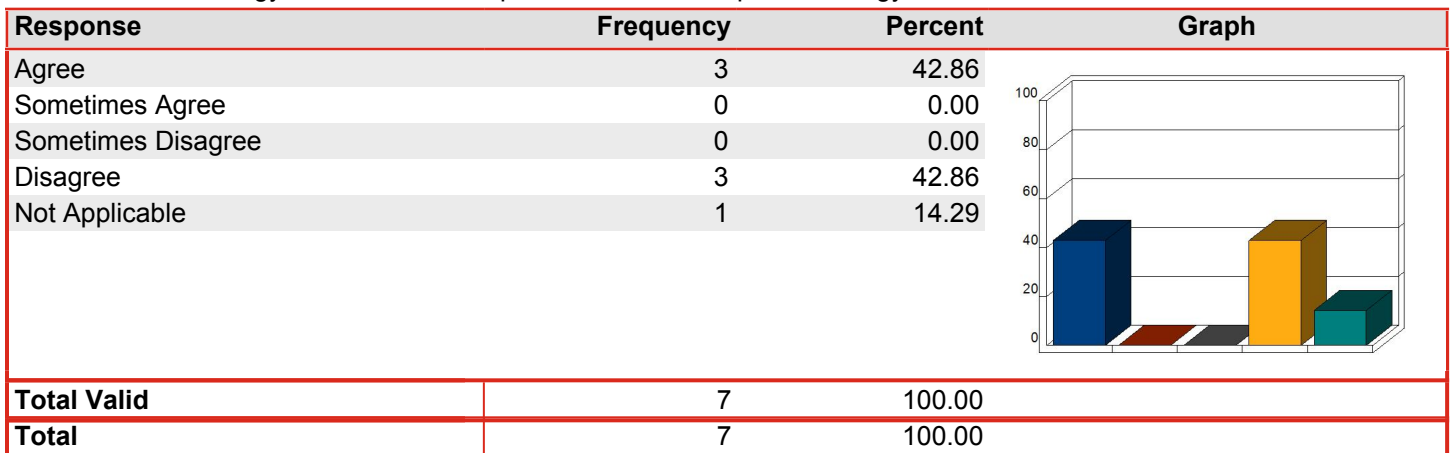 Response Frequency Percent Graph
Agree 3 42.86
Sometimes Agree 0 0.00
Sometimes Disagree 0 0.00
Disagree 3 42.86
Not Applicable 1 14.29
100
80
60
40
20
0
Total Valid 7 100.00
Total 7 100.00